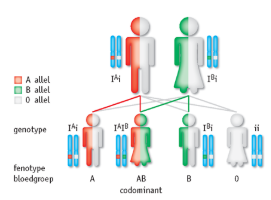 A allel
B allel
0 allel
Iᴬi
Iᴮi
genotype
Iᴬi
IᴬIᴮ
Iᴮi
ii
fenotype
bloedgroep
A
AB
B
0
codominant